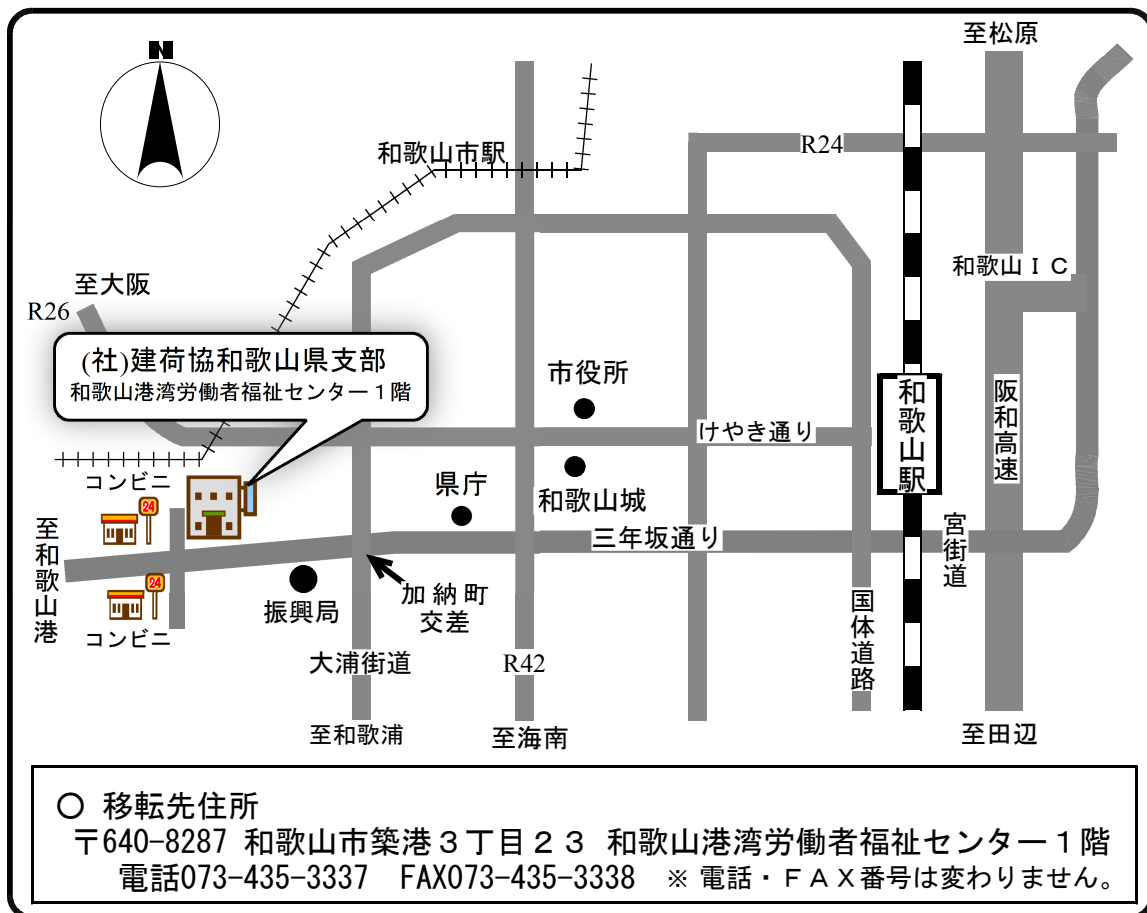 N
至松原
和歌山市駅
R24
至大阪
R26
和歌山ＩＣ
(社)建荷協和歌山県支部
和歌山港湾労働者福祉センター１階
市役所
けやき通り
和歌山駅
阪和高速
コンビニ
24
県庁
和歌山城
至和歌山港
三年坂通り
宮街道
24
コンビニ
振興局
加納町
交差
国体道路
大浦街道
R42
至和歌浦
至海南
至田辺
○ 移転先住所
〒640-8287 和歌山市築港３丁目２３ 和歌山港湾労働者福祉センター１階
電話073-435-3337 FAX073-435-3338 ※ 電話・ＦＡＸ番号は変わりません。